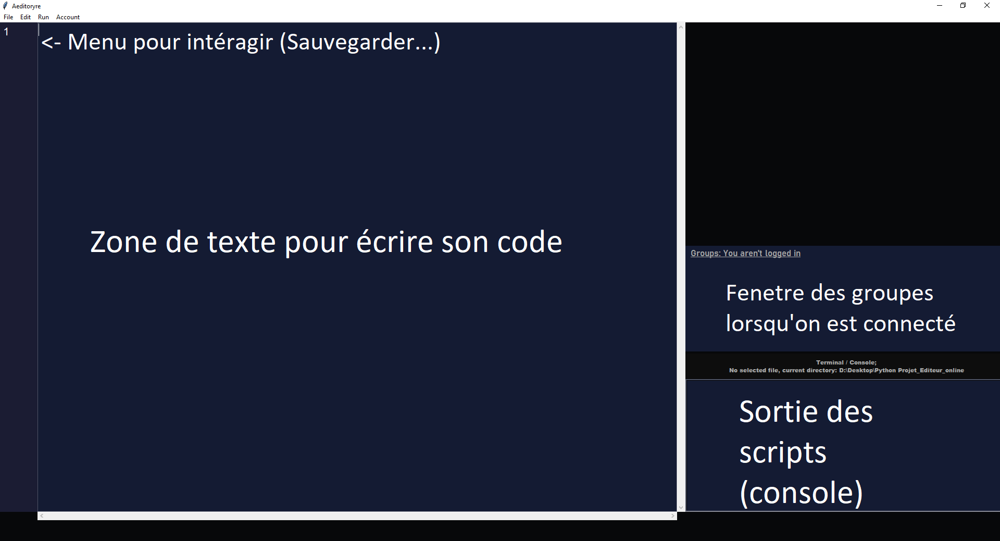 Aeditoryre
File Edit Run Account
1
<- Menu pour intéragir (Sauvegarder...)
Zone de texte pour écrire son code
Groups: You aren't logged in
Fenetre des groupes
lorsqu'on est connecté
Terminal / Console;
No selected file, current directory: D:\Desktop\Python Projet_Editeur_online
Sortie des
scripts
(console)